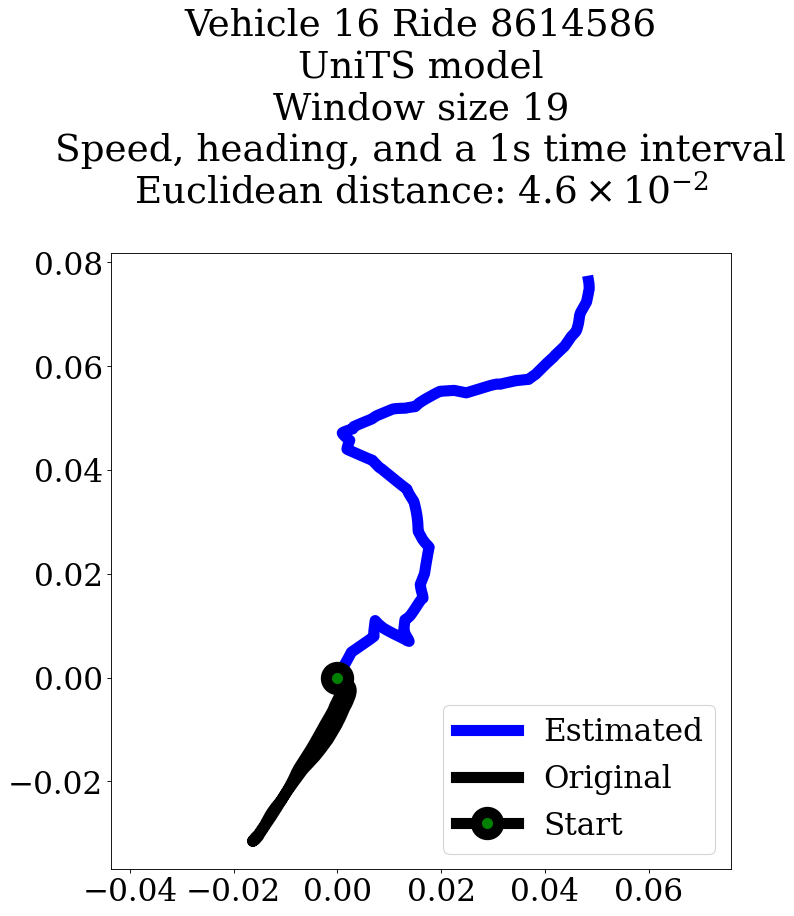 Vehicle 16 Ride 8614586
UniTS model
Window size 19
Speed, heading, and a 1s time interval
Euclidean distance: 4.6 × 10⁻²
0.08
0.06
0.04
0.02
0.00
−0.02
Estimated
Original
Start
−0.04 −0.02 0.00 0.02 0.04 0.06